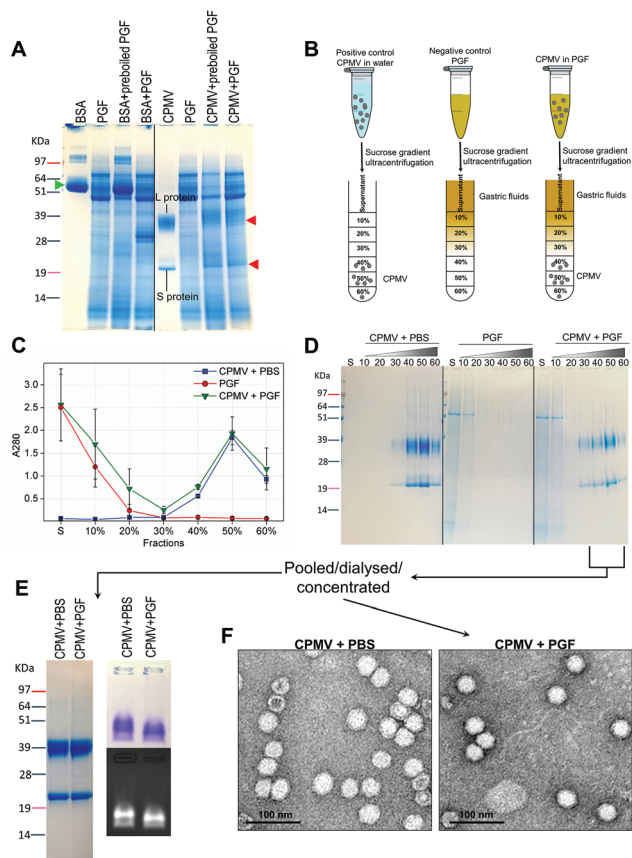 A
BSA
PGF
BSA+preboiled PGF
BSA+PGF
CPMV
PGF
CPMV+preboiled PGF
CPMV+PGF
KDa
97
64
51
39
28
19
14
L protein
S protein
B
Positive control
CPMV in water
Negative control
PGF
CPMV in PGF
Sucrose gradient
ultracentrifugation
Sucrose gradient
ultracentrifugation
Sucrose gradient
ultracentrifugation
Supernatant
10%
20%
30%
40%
50%
60%
CPMV
Gastric fluids
Supernatant
10%
20%
30%
40%
50%
60%
Gastric fluids
Supernatant
10%
20%
30%
40%
50%
60%
CPMV
C
CPMV + PBS
PGF
CPMV + PGF
A280
3.0
2.5
2.0
1.5
1.0
0.5
S 10% 20% 30% 40% 50% 60%
Fractions
D
CPMV + PBS PGF CPMV + PGF
S 10 20 30 40 50 60 S 10 20 30 40 50 60 S 10 20 30 40 50 60
KDa
97
64
51
39
28
19
14
Pooled/dialysed/
concentrated
E
CPMV+PBS
CPMV+PGF
CPMV+PBS
CPMV+PGF
KDa
97
64
51
39
28
19
14
F
CPMV + PBS
CPMV + PGF
100 nm
100 nm